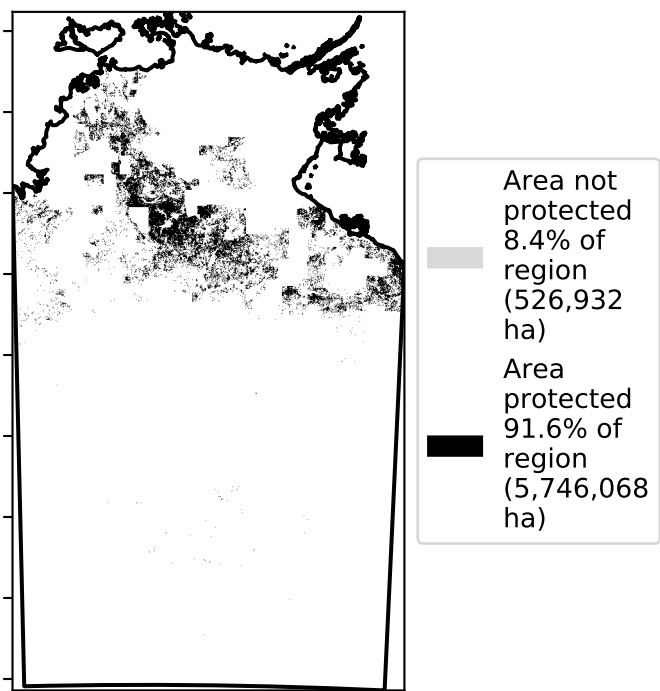 Area not
protected
8.4% of
region
(526,932
ha)
Area
protected
91.6% of
region
(5,746,068
ha)